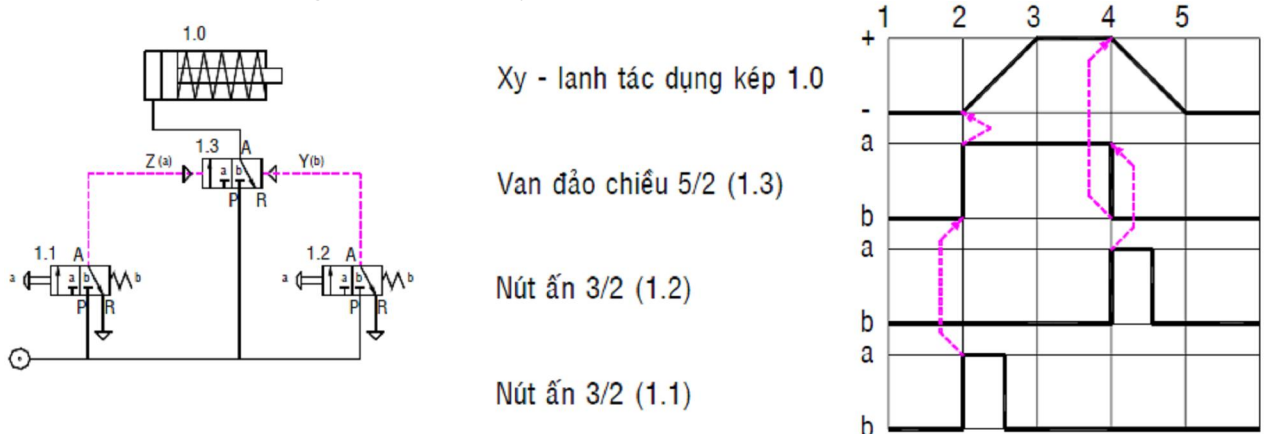 1.0
1.3 A
Z (a) a b Y(b)
P R
1.1 A
a a b b
P R
1.2 A
a a b b
P R
Xy - lanh tác dụng kép 1.0
Van đảo chiều 5/2 (1.3)
Nút ấn 3/2 (1.2)
Nút ấn 3/2 (1.1)
1 2 3 4 5
+
-
a
b
a
b
a
b